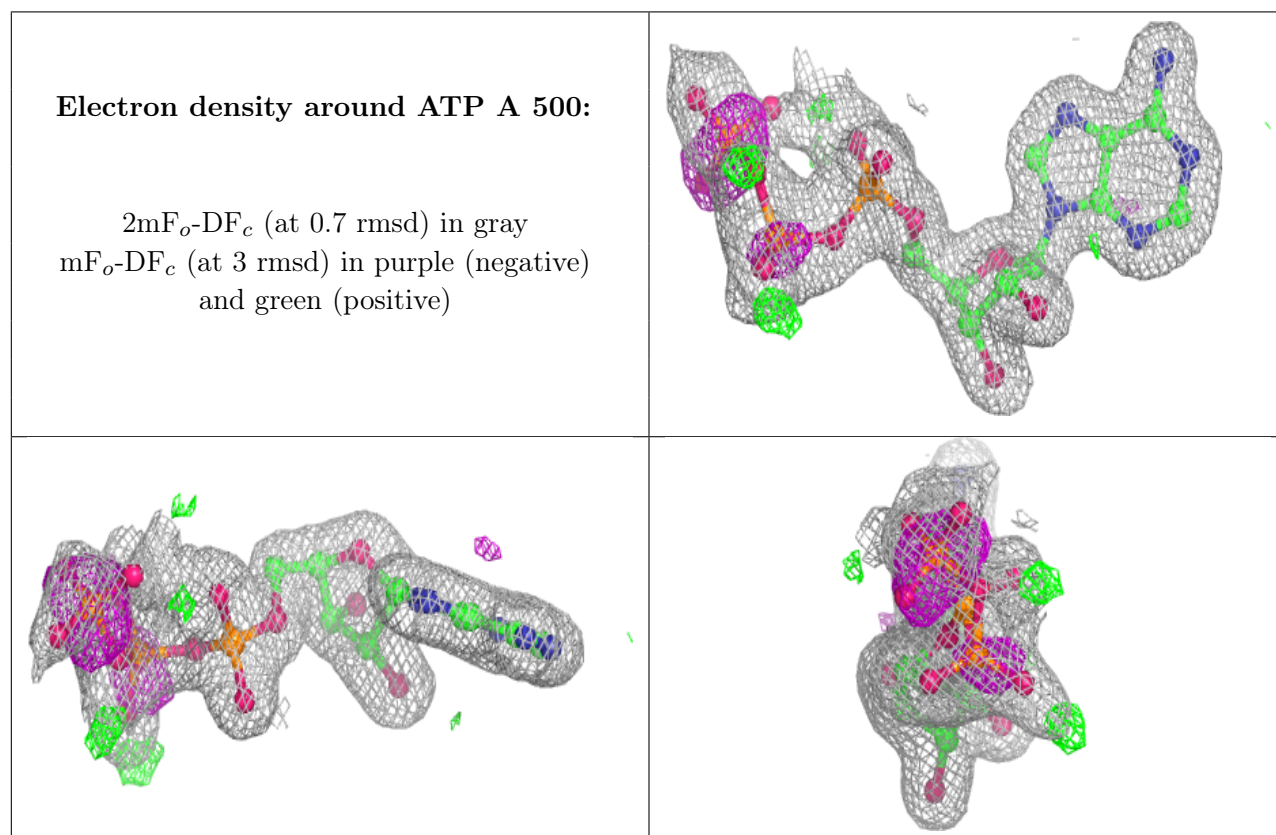 Electron density around ATP A 500:
2mFo-DFc (at 0.7 rmsd) in gray
mFo-DFc (at 3 rmsd) in purple (negative)
and green (positive)